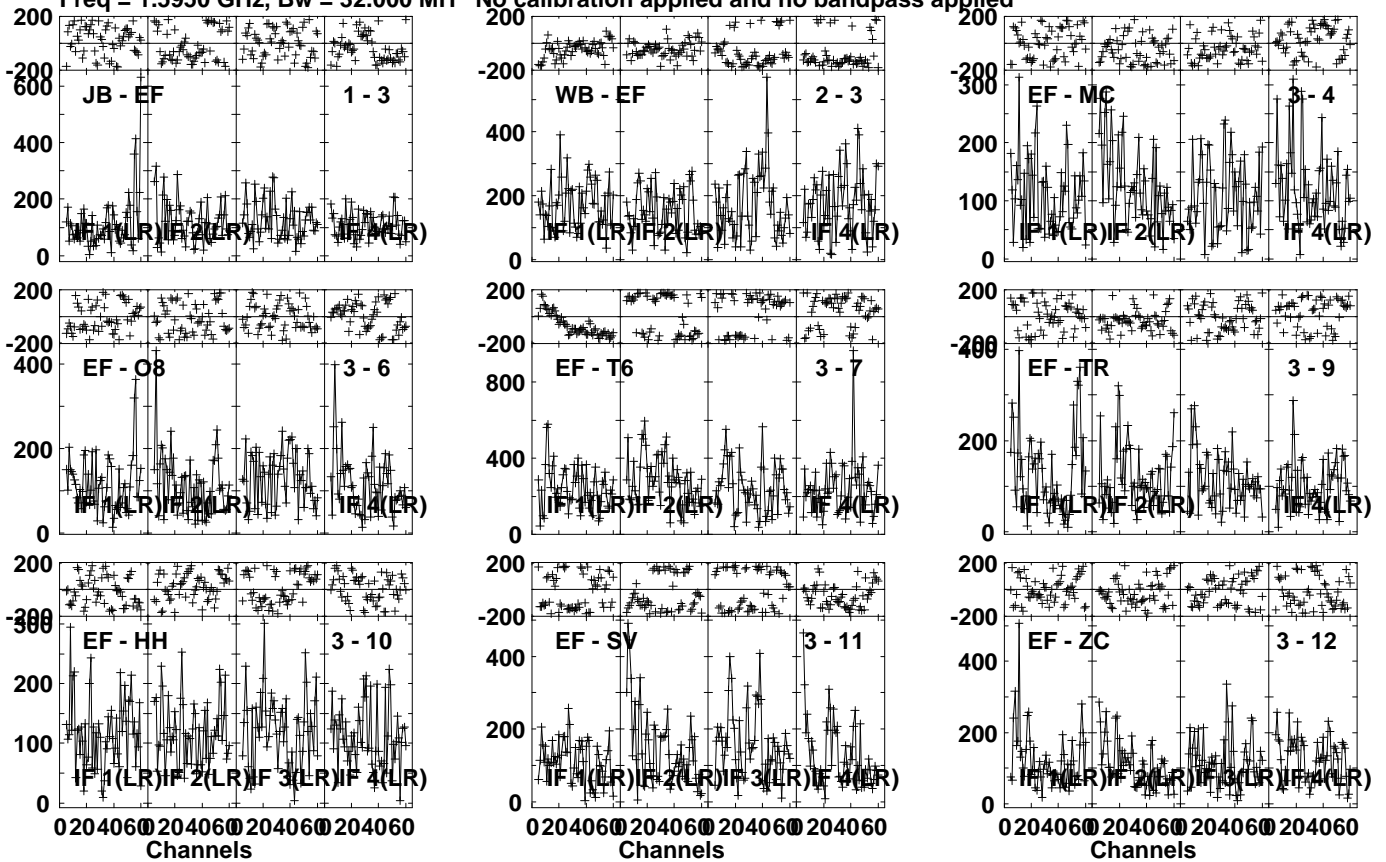 Freq = 1.5950 GHz, Bw = 32.000 MH No calibration applied and no bandpass applied
200
-200
600
400
200
0
JB - EF
1 - 3
IF 1(LR)
IF 2(LR)
IF 4(LR)
200
-200
400
200
0
WB - EF
2 - 3
IF 1(LR)
IF 2(LR)
IF 4(LR)
200
-200
300
200
100
0
EF - MC
3 - 4
IF 1(LR)
IF 2(LR)
IF 4(LR)
200
-200
400
200
0
EF - O8
3 - 6
IF 1(LR)
IF 2(LR)
IF 4(LR)
200
-200
800
400
0
EF - T6
3 - 7
IF 1(LR)
IF 2(LR)
IF 4(LR)
200
-200
400
200
0
EF - TR
3 - 9
IF 1(LR)
IF 2(LR)
IF 4(LR)
200
-200
300
200
100
0
EF - HH
3 - 10
IF 1(LR)
IF 2(LR)
IF 3(LR)
IF 4(LR)
0 20 40 60 0 20 40 60 0 20 40 60 0 20 40 60
Channels
200
-200
400
200
0
EF - SV
3 - 11
IF 1(LR)
IF 2(LR)
IF 3(LR)
IF 4(LR)
0 20 40 60 0 20 40 60 0 20 40 60 0 20 40 60
Channels
200
-200
400
200
0
EF - ZC
3 - 12
IF 1(LR)
IF 2(LR)
IF 3(LR)
IF 4(LR)
0 20 40 60 0 20 40 60 0 20 40 60 0 20 40 60
Channels